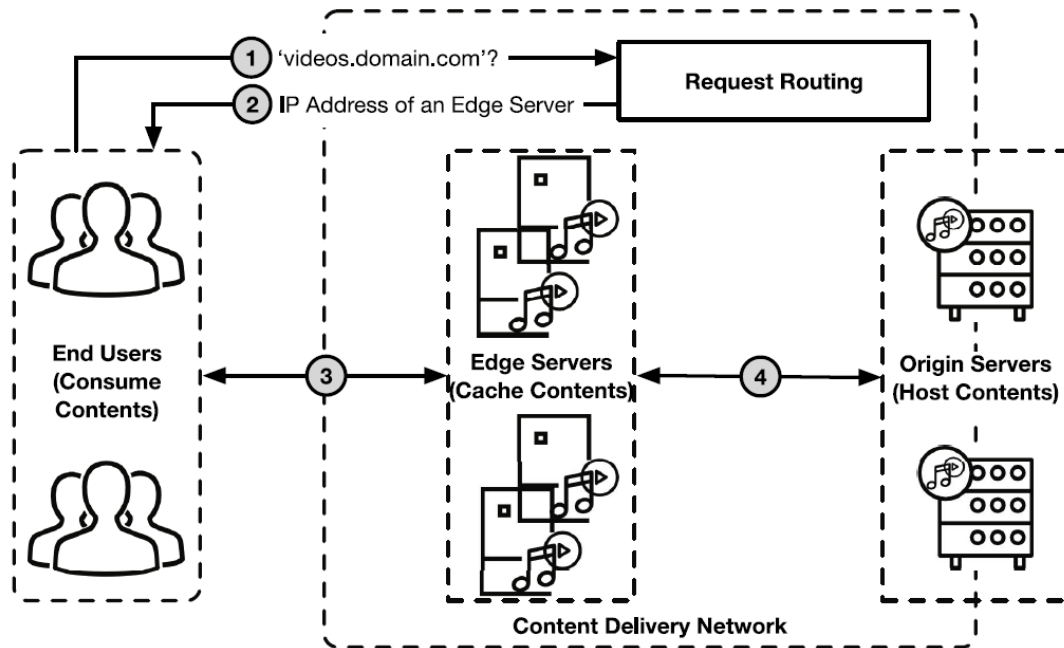 1 'videos.domain.com'?
2 IP Address of an Edge Server
Request Routing
End Users
(Consume
Contents)
3
Edge Servers
(Cache Contents)
4
Origin Servers
(Host Contents)
Content Delivery Network